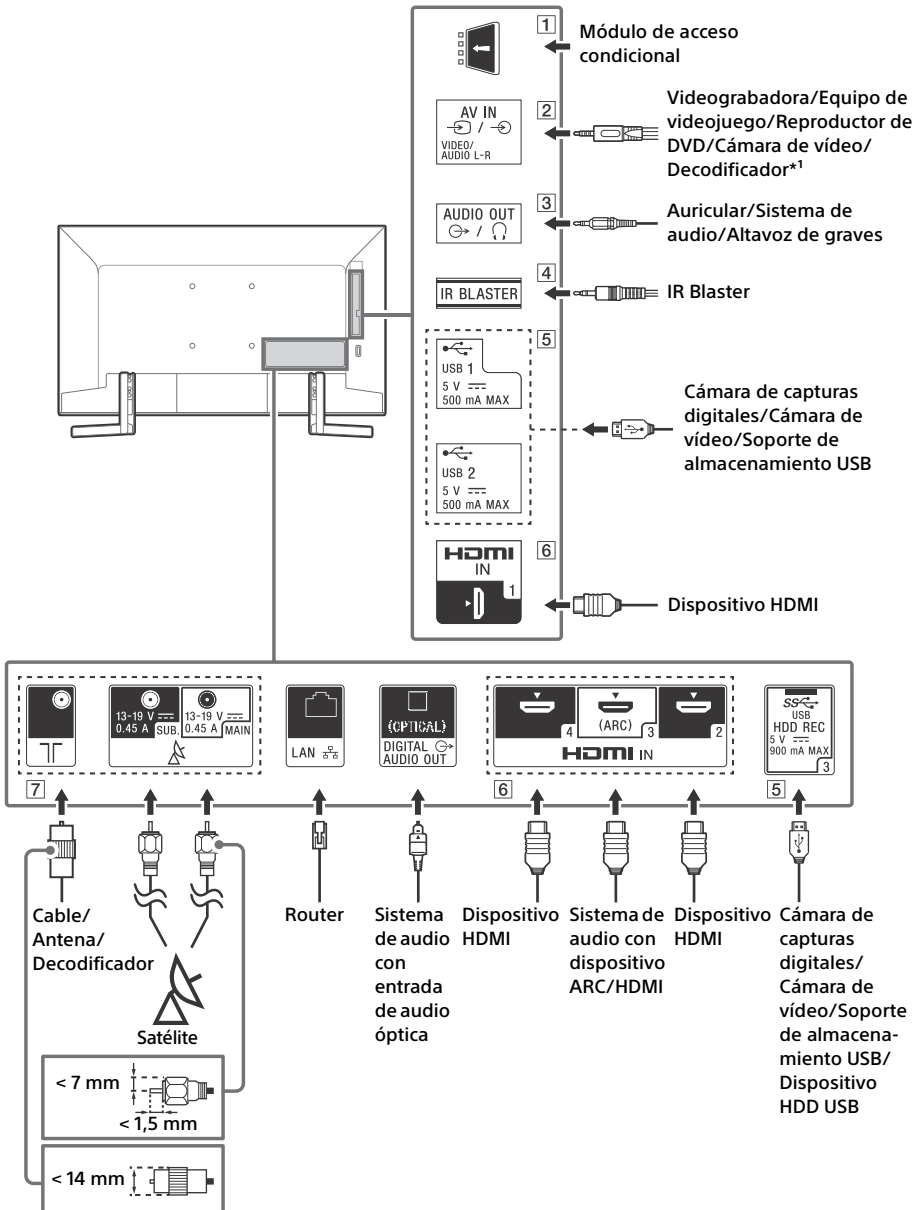 1
Módulo de acceso
condicional
AV IN
/
VIDEO/
AUDIO L-R
2
Videograbadora/Equipo de
videojuego/Reproductor de
DVD/Cámara de vídeo/
Decodificador*1
AUDIO OUT
/
3
Auricular/Sistema de
audio/Altavoz de graves
4
IR BLASTER
IR Blaster
5
USB 1
5 V
500 mA MAX
Cámara de capturas
digitales/Cámara de
vídeo/Soporte de
almacenamiento USB
USB 2
5 V
500 mA MAX
6
HDMI
IN
1
Dispositivo HDMI
13-19 V
0.45 A
SUB.
13-19 V
0.45 A
MAIN
LAN
(OPTICAL)
DIGITAL
AUDIO OUT
4
(ARC)
3
2
HDMI IN
SS
USB
HDD REC
5 V
900 mA MAX
3
7
6
5
Cable/
Antena/
Decodificador
Satélite
Router
Sistema
de audio
con
entrada
de audio
óptica
Dispositivo
HDMI
Sistema de
audio con
dispositivo
ARC/HDMI
Dispositivo
HDMI
Cámara de
capturas
digitales/
Cámara de
vídeo/Soporte
de almacena-
miento USB/
Dispositivo
HDD USB
< 7 mm
< 1,5 mm
< 14 mm